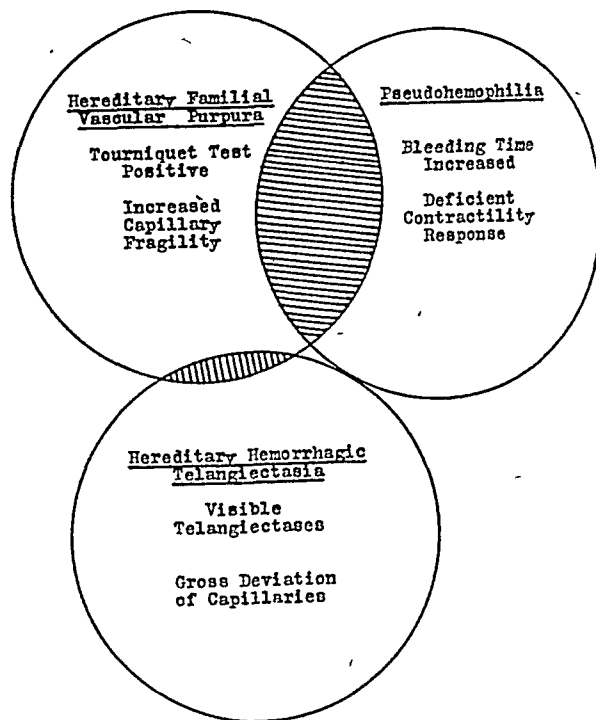 Hereditary Familial
Vascular Purpura
Tourniquet Test
Positive
Increased
Capillary
Fragility
Pseudohemophilia
Bleeding Time
Increased
Deficient
Contractility
Response
Hereditary Hemorrhagic
Telangiectasia
Visible
Telangiectases
Gross Deviation
of Capillaries